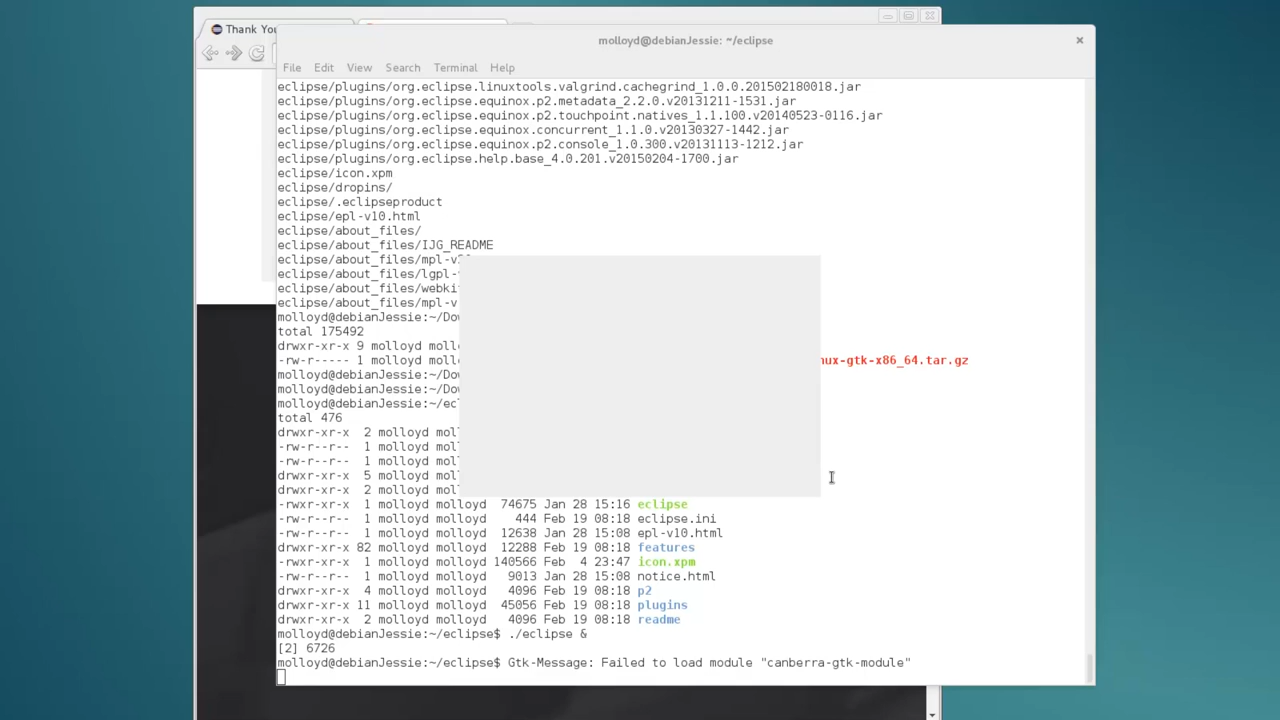 Thank You
molloyd@debianJessie: ~/eclipse
File Edit View Search Terminal Help
eclipse/plugins/org.eclipse.linuxtools.valgrind.cachegrind_1.0.0.201502180018.jar
eclipse/plugins/org.eclipse.equinox.p2.metadata_2.2.0.v20131211-1531.jar
eclipse/plugins/org.eclipse.equinox.p2.touchpoint.natives_1.1.100.v20140523-0116.jar
eclipse/plugins/org.eclipse.equinox.concurrent_1.1.0.v20130327-1442.jar
eclipse/plugins/org.eclipse.equinox.p2.console_1.0.300.v20131113-1212.jar
eclipse/plugins/org.eclipse.help.base_4.0.201.v20150204-1700.jar
eclipse/icon.xpm
eclipse/dropins/
eclipse/.eclipseproduct
eclipse/epl-v10.html
eclipse/about_files/
eclipse/about_files/IJG_README
eclipse/about_files/mpl-v
eclipse/about_files/lgpl-
eclipse/about_files/webki
eclipse/about_files/mpl-v
molloyd@debianJessie:~/Do
total 175492
drwxr-xr-x 9 molloyd mol
-rw-r----- 1 molloyd mol nux-gtk-x86_64.tar.gz
molloyd@debianJessie:~/Do
molloyd@debianJessie:~/Do
molloyd@debianJessie:~/ecl
total 476
drwxr-xr-x 2 molloyd mol
-rw-r--r-- 1 molloyd mol
-rw-r--r-- 1 molloyd mol
drwxr-xr-x 5 molloyd mol
drwxr-xr-x 2 molloyd mol
-rwxr-xr-x 1 molloyd molloyd 74675 Jan 28 15:16 eclipse
-rw-r--r-- 1 molloyd molloyd 444 Feb 19 08:18 eclipse.ini
-rw-r--r-- 1 molloyd molloyd 12638 Jan 28 15:08 epl-v10.html
drwxr-xr-x 82 molloyd molloyd 12288 Feb 19 08:18 features
-rwxr-xr-x 1 molloyd molloyd 140566 Feb 4 23:47 icon.xpm
-rw-r--r-- 1 molloyd molloyd 9013 Jan 28 15:08 notice.html
drwxr-xr-x 4 molloyd molloyd 4096 Feb 19 08:18 p2
drwxr-xr-x 11 molloyd molloyd 45056 Feb 19 08:18 plugins
drwxr-xr-x 2 molloyd molloyd 4096 Feb 19 08:18 readme
molloyd@debianJessie:~/eclipse$ ./eclipse &
[2] 6726
molloyd@debianJessie:~/eclipse$ Gtk-Message: Failed to load module "canberra-gtk-module"